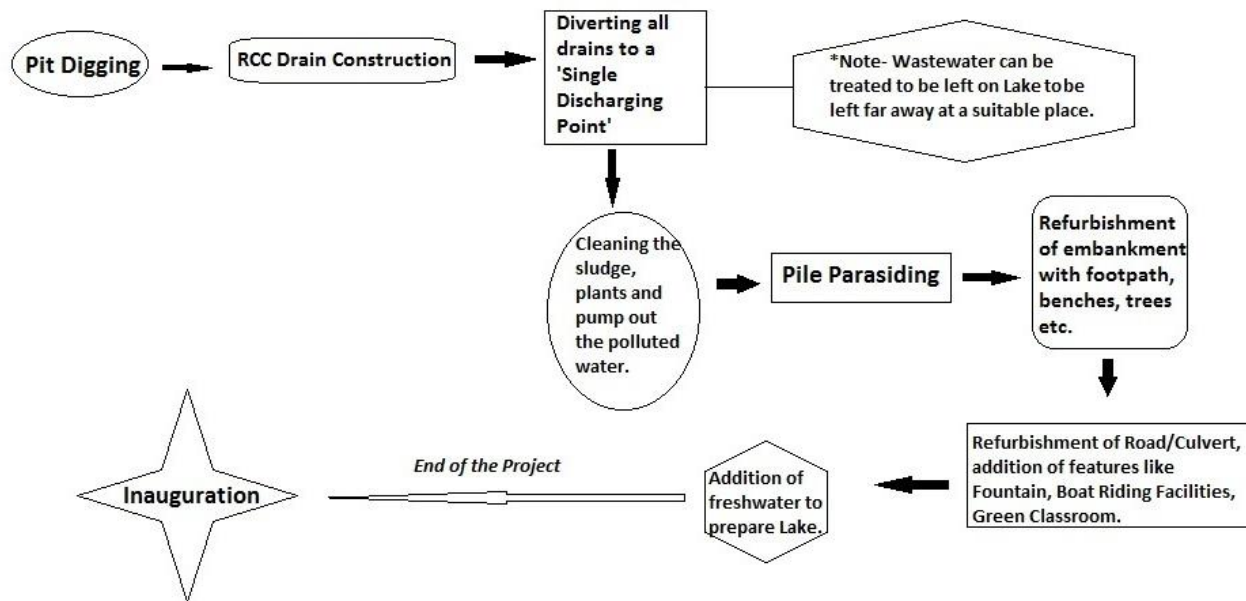 Pit Digging
RCC Drain Construction
Diverting all
drains to a
'Single
Discharging
Point'
*Note- Wastewater can be
treated to be left on Lake to be
left far away at a suitable place.
Cleaning the
sludge,
plants and
pump out
the polluted
water.
Pile Parasiding
Refurbishment
of embankment
with footpath,
benches, trees
etc.
Refurbishment of Road/Culvert,
addition of features like
Fountain, Boat Riding Facilities,
Green Classroom.
Addition of
freshwater to
prepare Lake.
End of the Project
Inauguration